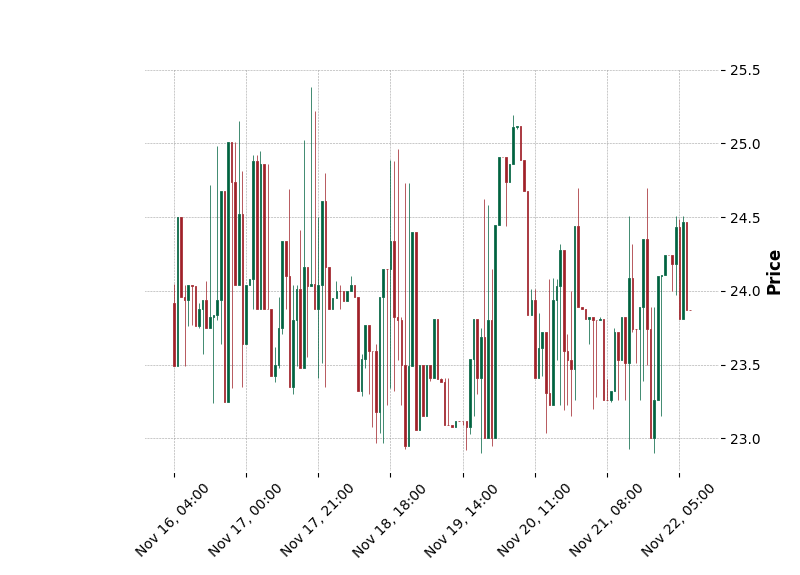 25.5
25.0
24.5
24.0
23.5
23.0
Price
Nov 16, 04:00
Nov 17, 00:00
Nov 17, 21:00
Nov 18, 18:00
Nov 19, 14:00
Nov 20, 11:00
Nov 21, 08:00
Nov 22, 05:00